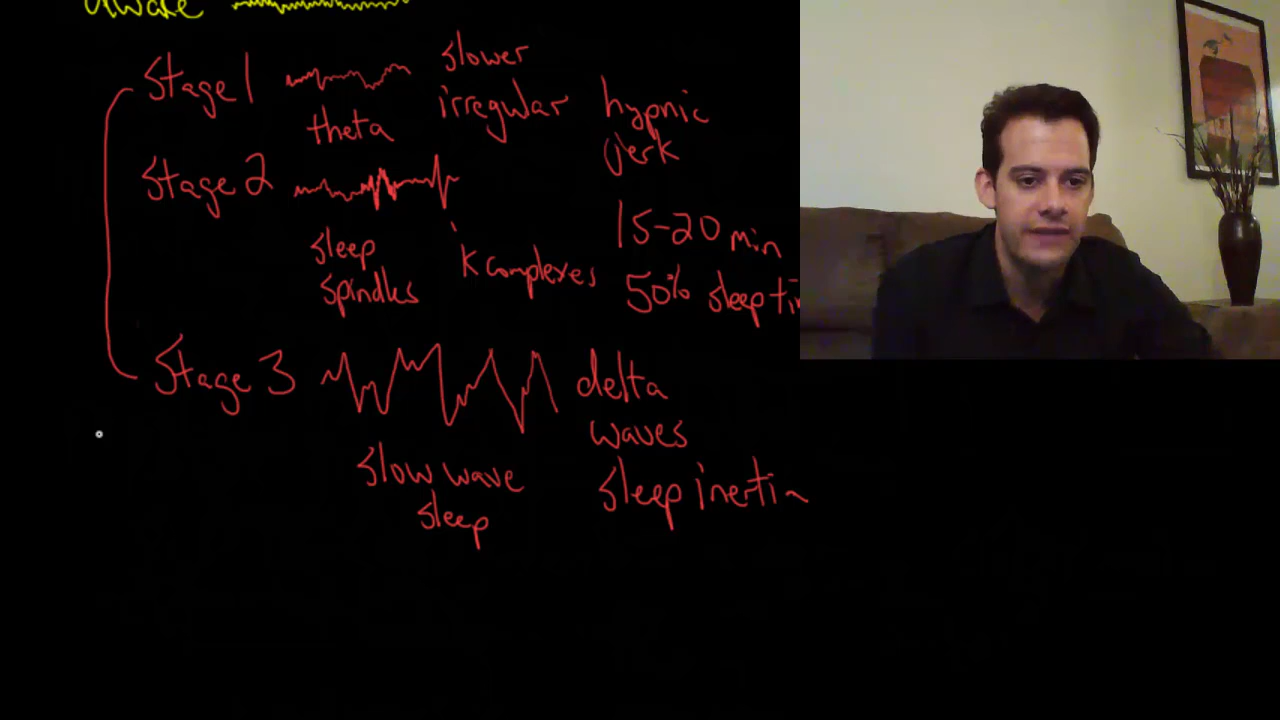 awake
Stage 1
slower
irregular
theta
hypnic
jerk
Stage 2
sleep
spindles
k complexes
15-20 min
50% sleep
Stage 3
delta
waves
slow wave
sleep
sleep inertia